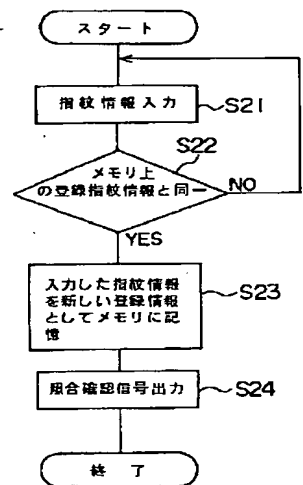 スタート
指紋情報入力
S21
S22
メモリ上
の登録指紋情報と同一
NO
YES
入力した指紋情報
を新しい登録情報
としてメモリに記
憶
S23
照合確認信号出力
S24
終了